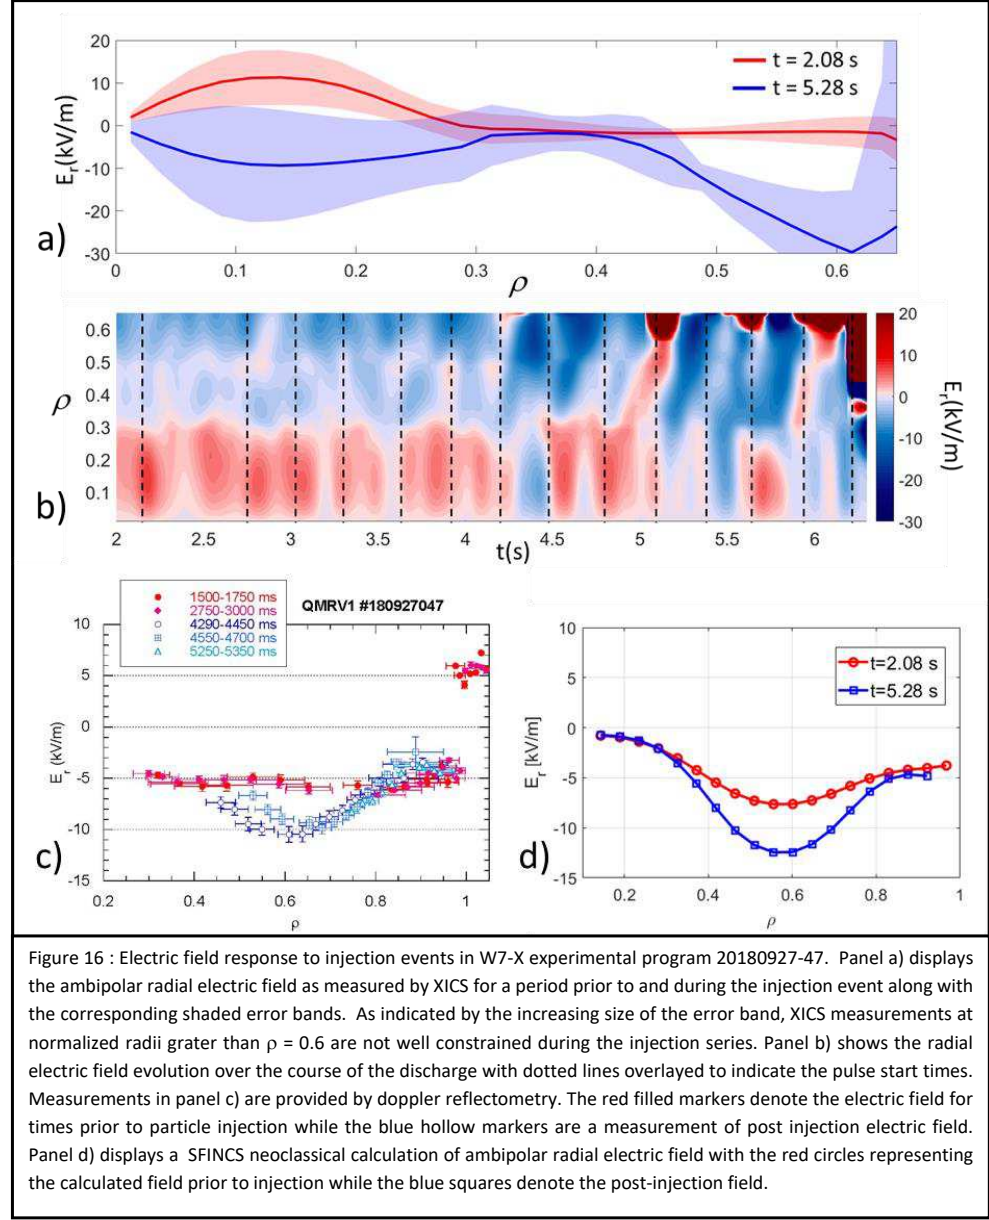 20
10
0
-10
-20
-30
E_r(kV/m)
t = 2.08 s
t = 5.28 s
a)
0 0.1 0.2 0.3 0.4 0.5 0.6
ρ
0.6
0.5
0.4
0.3
0.2
0.1
ρ
20
10
0
-10
-20
-30
E_r(kV/m)
b)
2 2.5 3 3.5 4 4.5 5 5.5 6
t(s)
1500-1750 ms
2750-3000 ms
4290-4450 ms
4550-4700 ms
5250-5350 ms
QMRV1 #180927047
10
5
0
-5
-10
-15
E_r (kV/m)
c)
0.2 0.4 0.6 0.8 1
ρ
10
5
0
-5
-10
-15
E_r [kV/m]
t=2.08 s
t=5.28 s
d)
0.2 0.4 0.6 0.8 1
ρ
Figure 16 : Electric field response to injection events in W7-X experimental program 20180927-47. Panel a) displays
the ambipolar radial electric field as measured by XICS for a period prior to and during the injection event along with
the corresponding shaded error bands. As indicated by the increasing size of the error band, XICS measurements at
normalized radii grater than ρ = 0.6 are not well constrained during the injection series. Panel b) shows the radial
electric field evolution over the course of the discharge with dotted lines overlayed to indicate the pulse start times.
Measurements in panel c) are provided by doppler reflectometry. The red filled markers denote the electric field for
times prior to particle injection while the blue hollow markers are a measurement of post injection electric field.
Panel d) displays a SFINCS neoclassical calculation of ambipolar radial electric field with the red circles representing
the calculated field prior to injection while the blue squares denote the post-injection field.